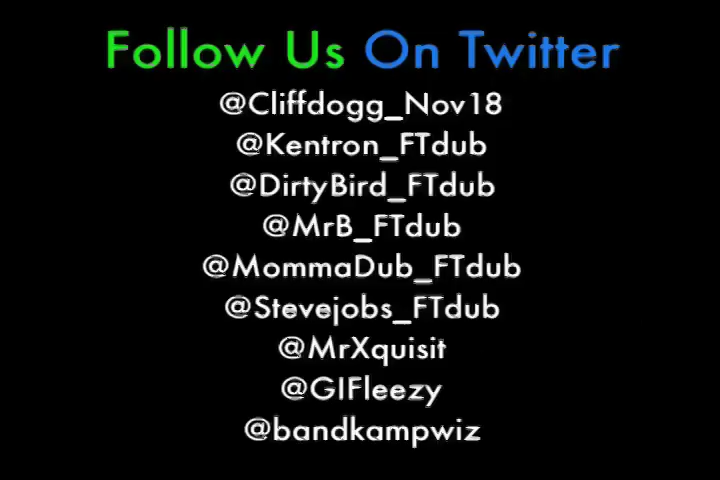 Follow Us On Twitter
@Cliffdogg_Nov18
@Kentron_FTdub
@DirtyBird_FTdub
@MrB_FTdub
@MommaDub_FTdub
@Stevejobs_FTdub
@MrXquisit
@GIFleezy
@bandkampwiz